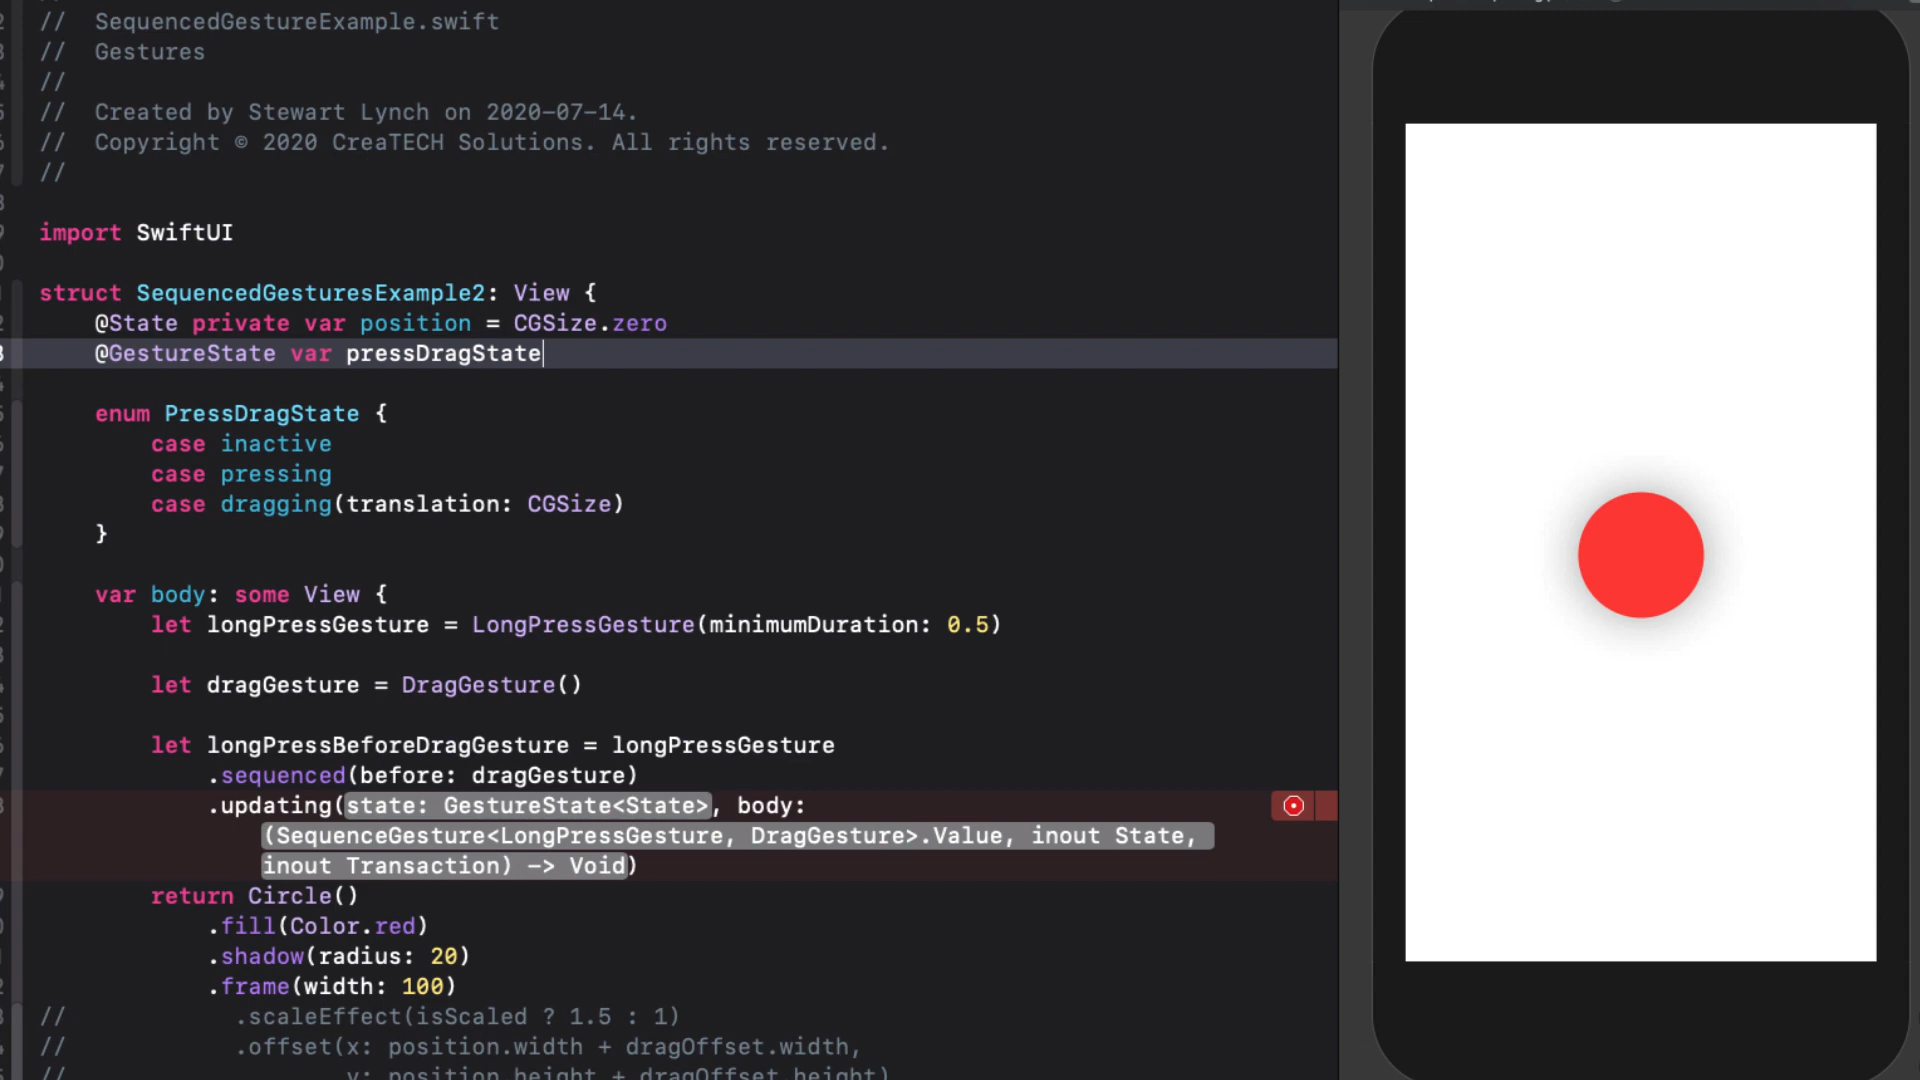 //  SequencedGestureExample.swift
//  Gestures
//
//  Created by Stewart Lynch on 2020-07-14.
//  Copyright © 2020 CreaTECH Solutions. All rights reserved.
//
import SwiftUI
struct SequencedGesturesExample2: View {
    @State private var position = CGSize.zero
    @GestureState var pressDragState
    enum PressDragState {
        case inactive
        case pressing
        case dragging(translation: CGSize)
    }
    var body: some View {
        let longPressGesture = LongPressGesture(minimumDuration: 0.5)
        let dragGesture = DragGesture()
        let longPressBeforeDragGesture = longPressGesture
            .sequenced(before: dragGesture)
            .updating(state: GestureState<State>, body:
                (SequenceGesture<LongPressGesture, DragGesture>.Value, inout State,
                inout Transaction) -> Void)
        return Circle()
            .fill(Color.red)
            .shadow(radius: 20)
            .frame(width: 100)
//            .scaleEffect(isScaled ? 1.5 : 1)
//            .offset(x: position.width + dragOffset.width,
//                    y: position.height + dragOffset.height)